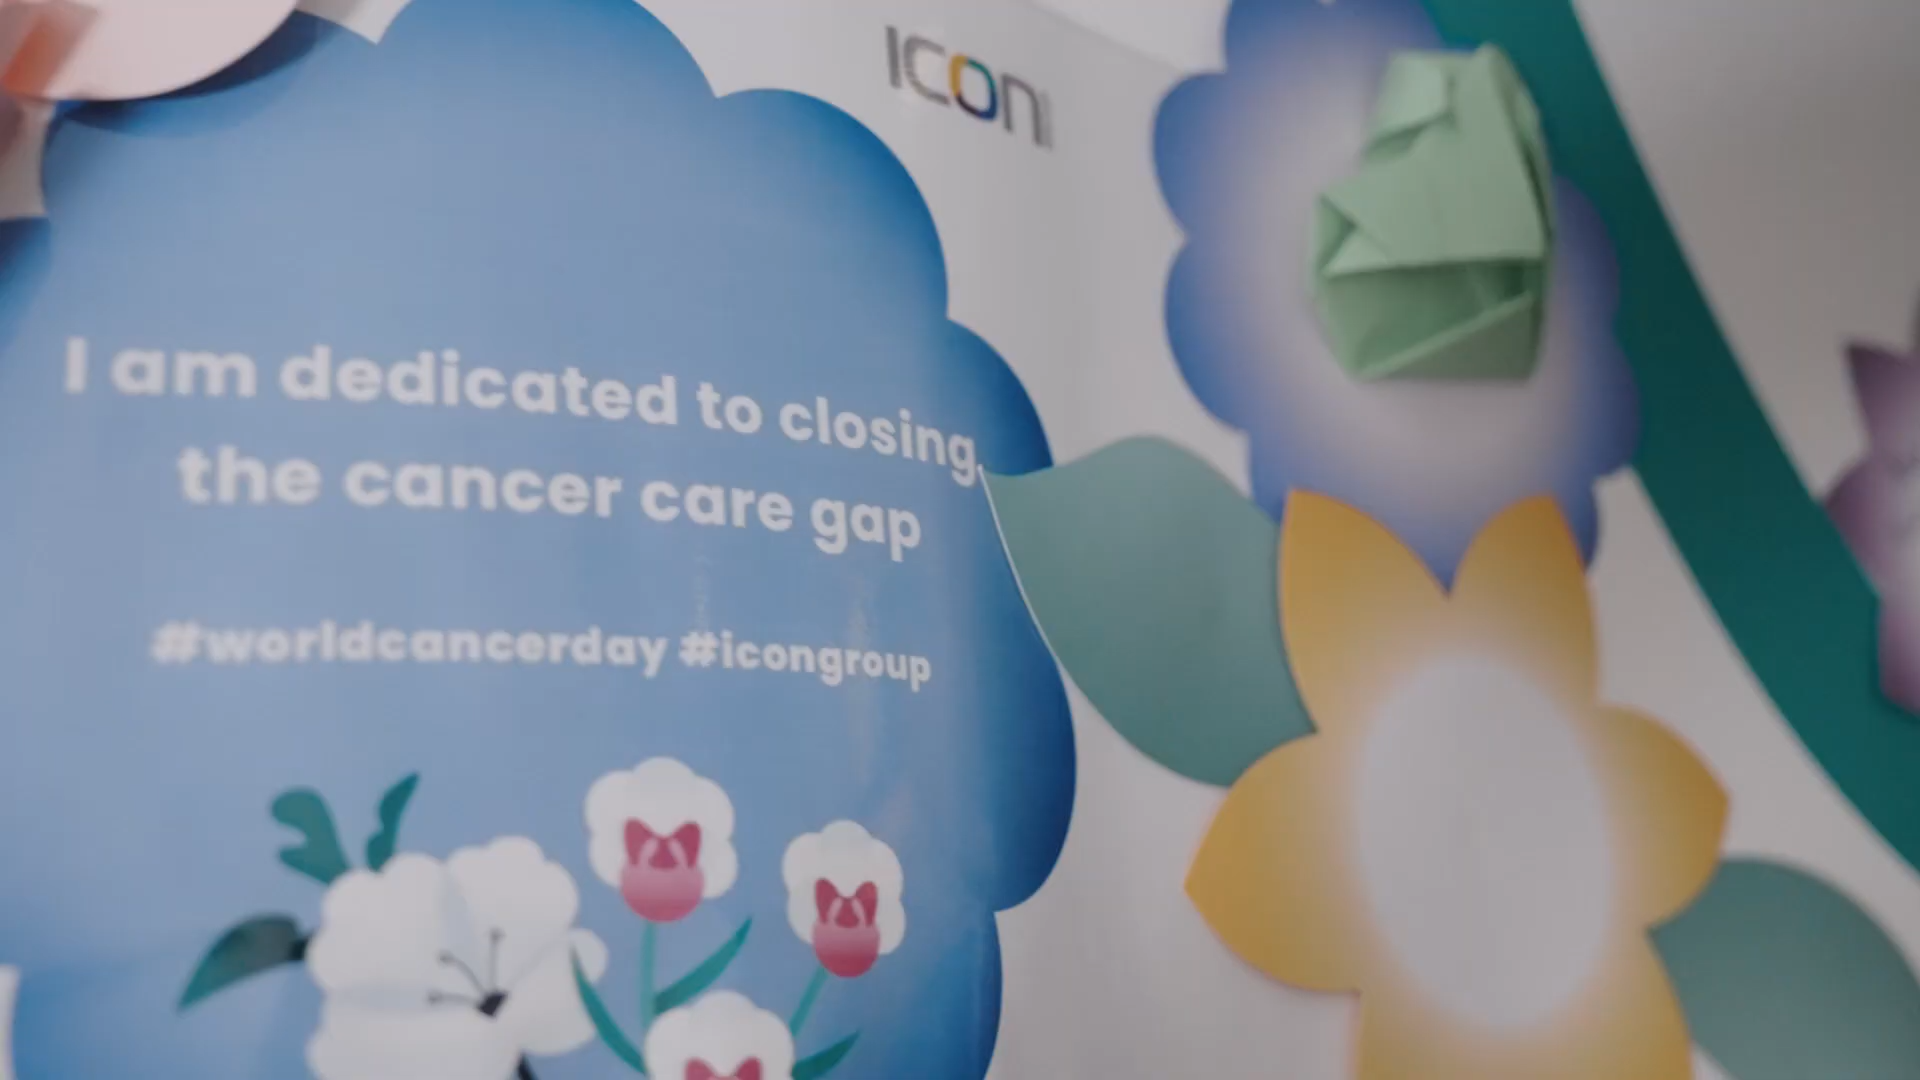 ICON
I am dedicated to closing
the cancer care gap
#worldcancerday #icongroup